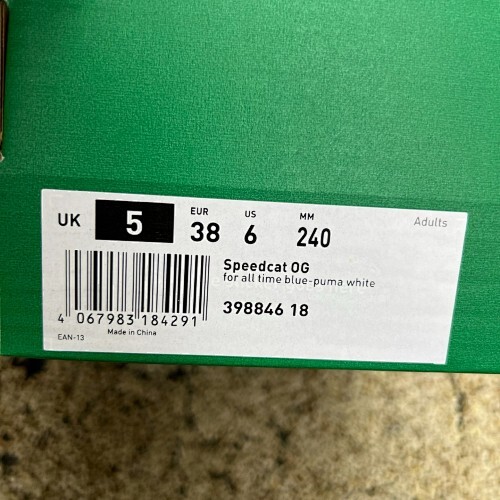 UK 5 EUR 38 US 6 MM 240 Adults
Speedcat OG
for all time blue-puma white
398846 18
4 067983 184291
EAN-13 Made in China